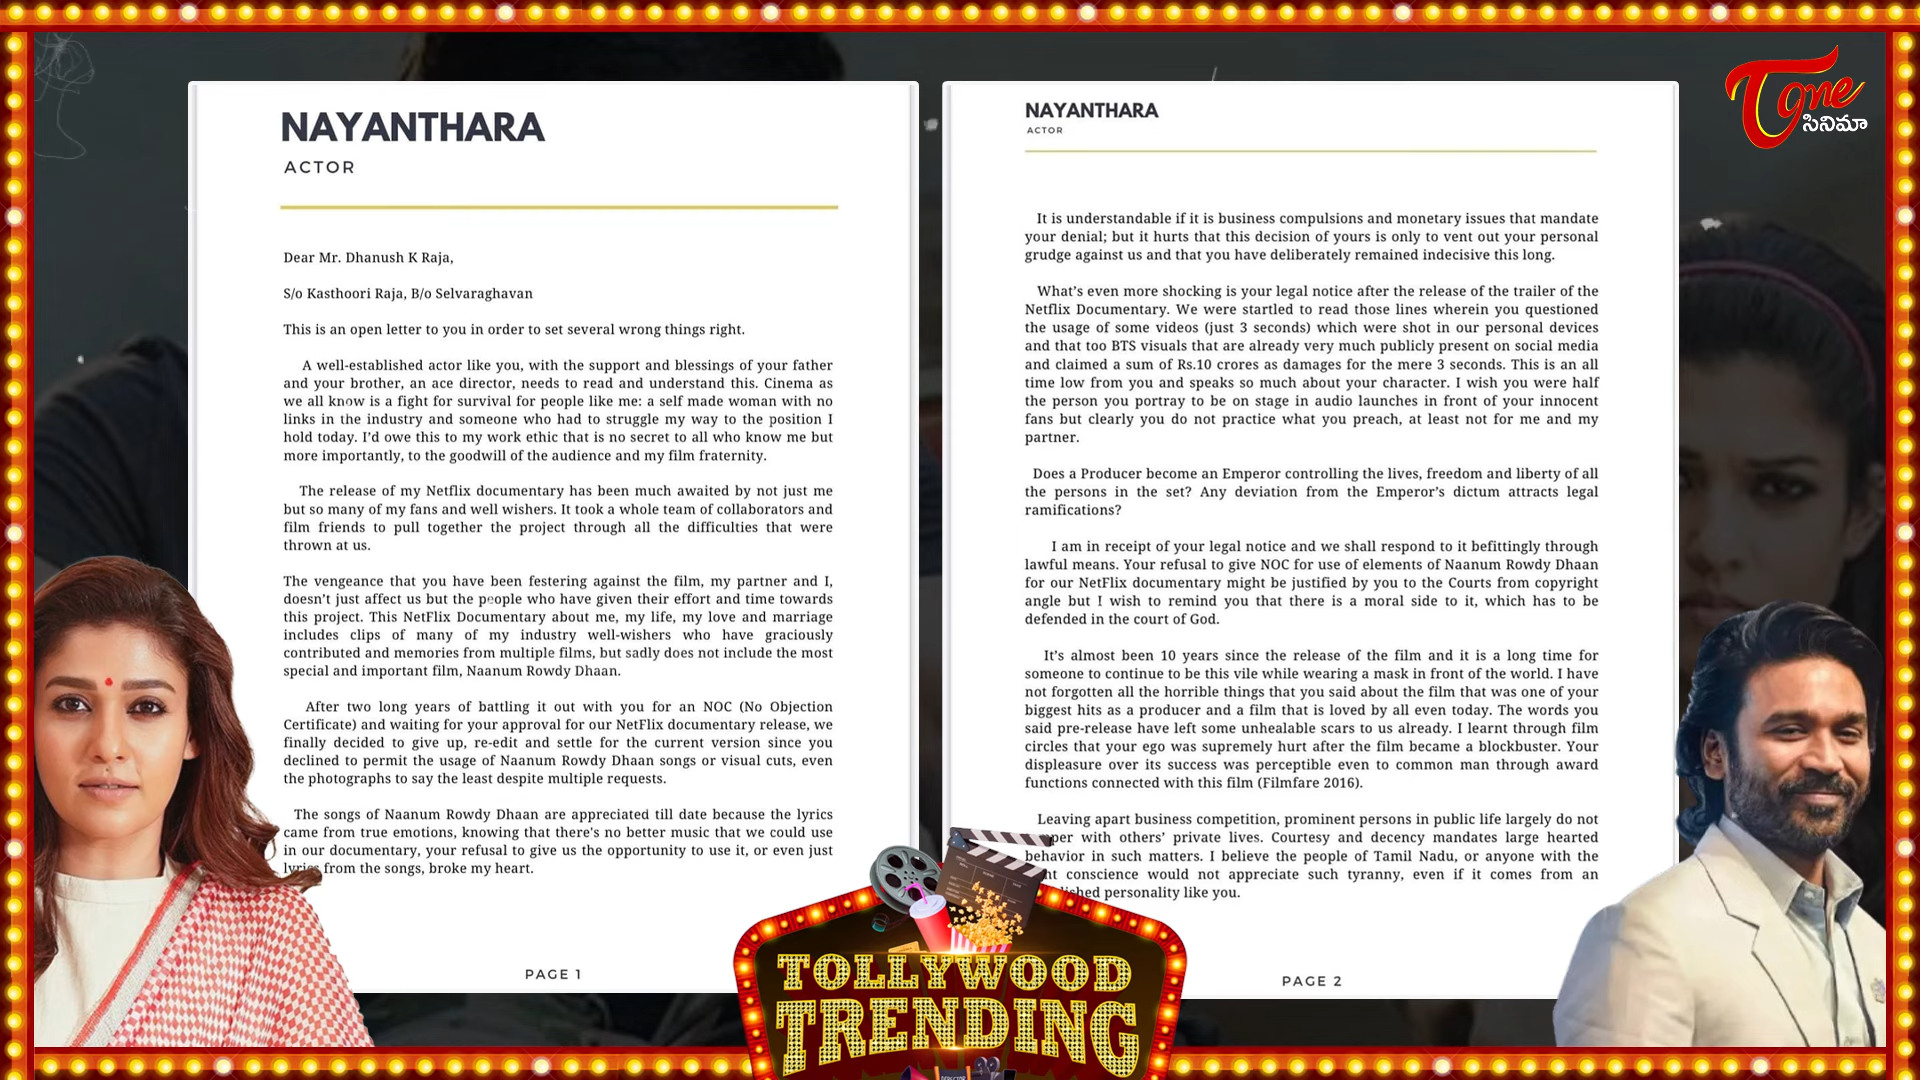 NAYANTHARA
ACTOR
Dear Mr. Dhanush K Raja,
S/o Kasthoori Raja, B/o Selvaraghavan
This is an open letter to you in order to set several wrong things right.
A well-established actor like you, with the support and blessings of your father
and your brother, an ace director, needs to read and understand this. Cinema as
we all know is a fight for survival for people like me: a self made woman with no
links in the industry and someone who had to struggle my way to the position I
hold today. I'd owe this to my work ethic that is no secret to all who know me but
more importantly, to the goodwill of the audience and my film fraternity.
The release of my Netflix documentary has been much awaited by not just me
but so many of my fans and well wishers. It took a whole team of collaborators and
film friends to pull together the project through all the difficulties that were
thrown at us.
The vengeance that you have been festering against the film, my partner and I,
doesn't just affect us but the people who have given their effort and time towards
this project. This NetFlix Documentary about me, my life, my love and marriage
includes clips of many of my industry well-wishers who have graciously
contributed and memories from multiple films, but sadly does not include the most
special and important film, Naanum Rowdy Dhaan.
After two long years of battling it out with you for an NOC (No Objection
Certificate) and waiting for your approval for our NetFlix documentary release, we
finally decided to give up, re-edit and settle for the current version since you
declined to permit the usage of Naanum Rowdy Dhaan songs or visual cuts, even
the photographs to say the least despite multiple requests.
The songs of Naanum Rowdy Dhaan are appreciated till date because the lyrics
came from true emotions, knowing that there's no better music that we could use
in our documentary, your refusal to give us the opportunity to use it, or even just
lyrics from the songs, broke my heart.
PAGE 1
NAYANTHARA
ACTOR
It is understandable if it is business compulsions and monetary issues that mandate
your denial; but it hurts that this decision of yours is only to vent out your personal
grudge against us and that you have deliberately remained indecisive this long.
What's even more shocking is your legal notice after the release of the trailer of the
Netflix Documentary. We were startled to read those lines wherein you questioned
the usage of some videos (just 3 seconds) which were shot in our personal devices
and that too BTS visuals that are already very much publicly present on social media
and claimed a sum of Rs.10 crores as damages for the mere 3 seconds. This is an all
time low from you and speaks so much about your character. I wish you were half
the person you portray to be on stage in audio launches in front of your innocent
fans but clearly you do not practice what you preach, at least not for me and my
partner.
Does a Producer become an Emperor controlling the lives, freedom and liberty of all
the persons in the set? Any deviation from the Emperor's dictum attracts legal
ramifications?
I am in receipt of your legal notice and we shall respond to it befittingly through
lawful means. Your refusal to give NOC for use of elements of Naanum Rowdy Dhaan
for our NetFlix documentary might be justified by you to the Courts from copyright
angle but I wish to remind you that there is a moral side to it, which has to be
defended in the court of God.
It's almost been 10 years since the release of the film and it is a long time for
someone to continue to be this vile while wearing a mask in front of the world. I have
not forgotten all the horrible things that you said about the film that was one of your
biggest hits as a producer and a film that is loved by all even today. The words you
said pre-release have left some unhealable scars to us already. I learnt through film
circles that your ego was supremely hurt after the film became a blockbuster. Your
displeasure over its success was perceptible even to common man through award
functions connected with this film (Filmfare 2016).
Leaving apart business competition, prominent persons in public life largely do not
with others' private lives. Courtesy and decency mandates large hearted
behavior in such matters. I believe the people of Tamil Nadu, or anyone with the
conscience would not appreciate such tyranny, even if it comes from an
personality like you.
PAGE 2
Tone
సినిమా
TOLLYWOOD
TRENDING